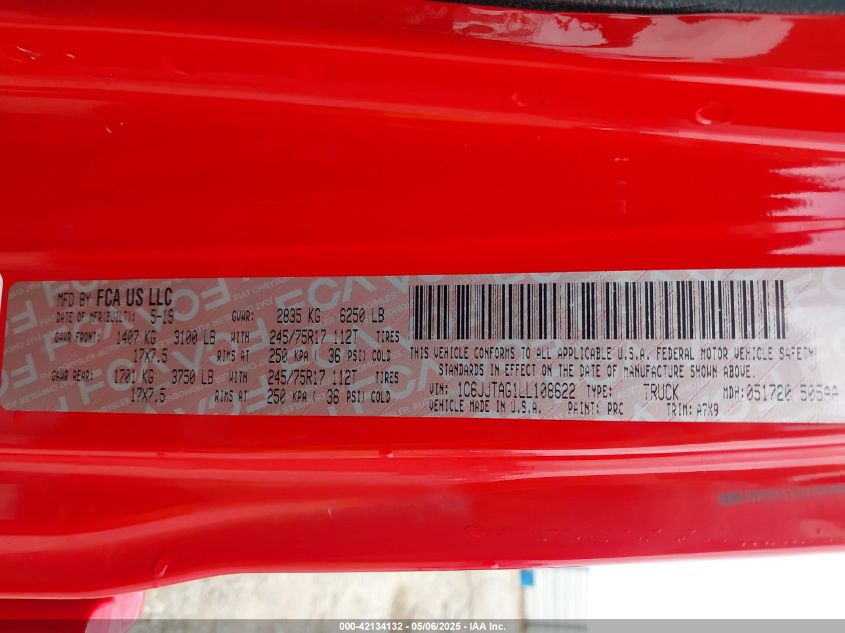 MFD BY FCA US LLC
DATE OF MFR(BUILT): 5-19 GVWR: 2835 KG 6250 LB
GAWR FRONT: 1407 KG 3100 LB WITH 245/75R17 112T TIRES
17X7.5 RIMS AT 250 KPA ( 36 PSI) COLD
GAWR REAR: 1701 KG 3750 LB WITH 245/75R17 112T TIRES
17X7.5 RIMS AT 250 KPA ( 36 PSI) COLD
THIS VEHICLE CONFORMS TO ALL APPLICABLE U.S.A. FEDERAL MOTOR VEHICLE SAFETY
STANDARDS IN EFFECT ON THE DATE OF MANUFACTURE SHOWN ABOVE.
VIN: 1C6JJTAG1LL108622 TYPE: TRUCK MDH:051720 505AA
VEHICLE MADE IN U.S.A. PAINT: PRC TRIM: A7X9
000-42134132 - 05/06/2025 - IAA Inc.